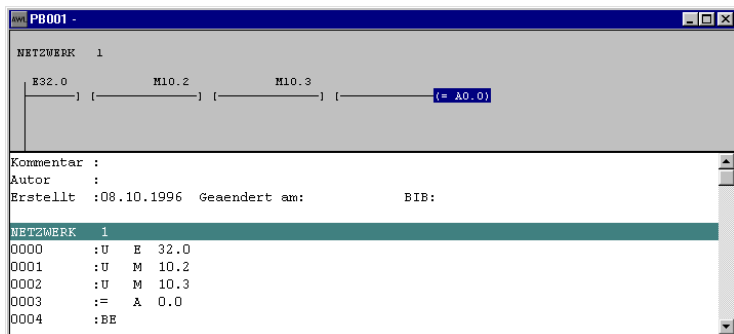 AWL PB001 -
NETZWERK 1
E32.0 M10.2 M10.3
-] [- -] [- -] [- (= A0.0)
Kommentar :
Autor :
Erstellt :08.10.1996 Geaendert am: BIB:
NETZWERK 1
0000 :U E 32.0
0001 :U M 10.2
0002 :U M 10.3
0003 := A 0.0
0004 :BE